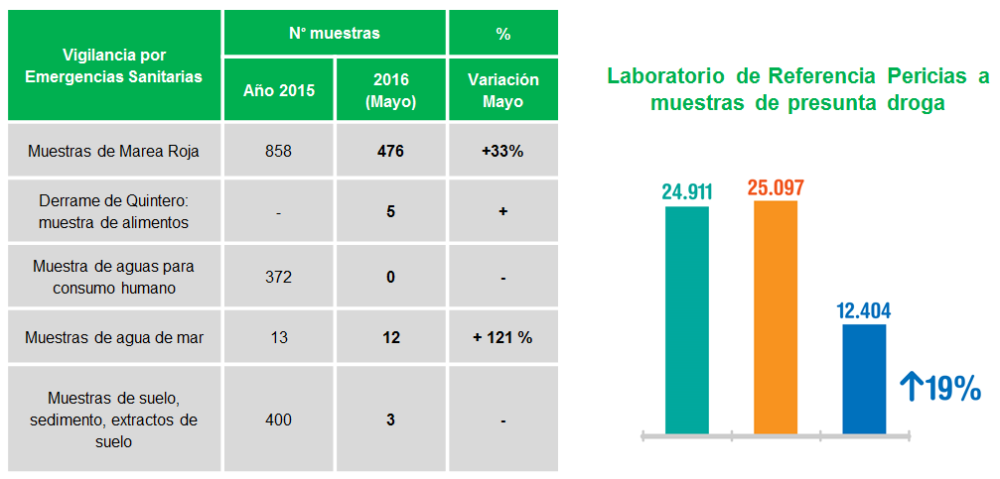 Vigilancia por
Emergencias Sanitarias
N° muestras
%
Año 2015
2016
(Mayo)
Variación
Mayo
Muestras de Marea Roja
858
476
+33%
Derrame de Quintero:
muestra de alimentos
-
5
+
Muestra de aguas para
consumo humano
372
0
-
Muestras de agua de mar
13
12
+ 121 %
Muestras de suelo,
sedimento, extractos de
suelo
400
3
-
Laboratorio de Referencia Pericias a
muestras de presunta droga
24.911
25.097
12.404
↑19%